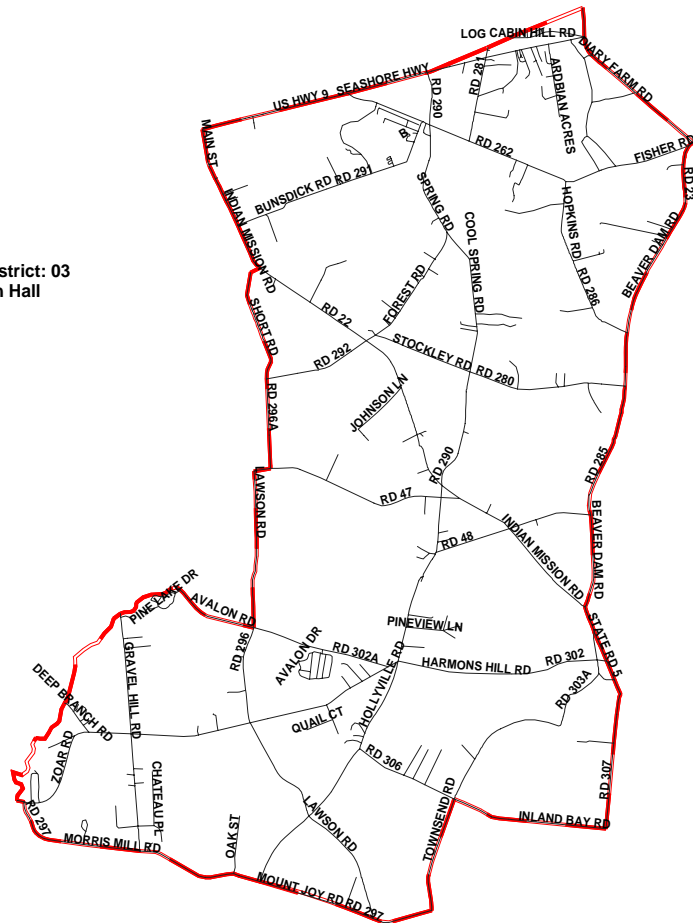 LOG CABIN HILL RD
DIARY FARM RD
US HWY 9 SEASHORE HWY
RD 281
ARDBIAN ACRES
RD 290
MAIN ST
RD 262
FISHER RD
BUNSDICK RD RD 291
RD 23
SPRING RD
HOPKINS RD
INDIAN MISSION RD
COOL SPRING RD
BEAVER DAM RD
strict: 03
n Hall
FOREST RD
RD 286
SHORT RD
RD 22
RD 292
STOCKLEY RD RD 280
RD 296A
JOHNSON LN
RD 290
RD 285
LAWSON RD
RD 47
BEAVER DAM RD
INDIAN MISSION RD
RD 48
PINE LAKE DR
AVALON RD
PINEVIEW LN
STATE RD 5
RD 296
AVALON DR
RD 302A
HARMONS HILL RD
RD 302
GRAVEL HILL RD
RD 303A
DEEP BRANCH RD
HOLLYVILLE RD
QUAIL CT
ZOAR RD
RD 306
CHATEAU PL
RD 307
TOWNSEND RD
RD 297
LAWSON RD
INLAND BAY RD
MORRIS MILL RD
OAK ST
MOUNT JOY RD RD 297